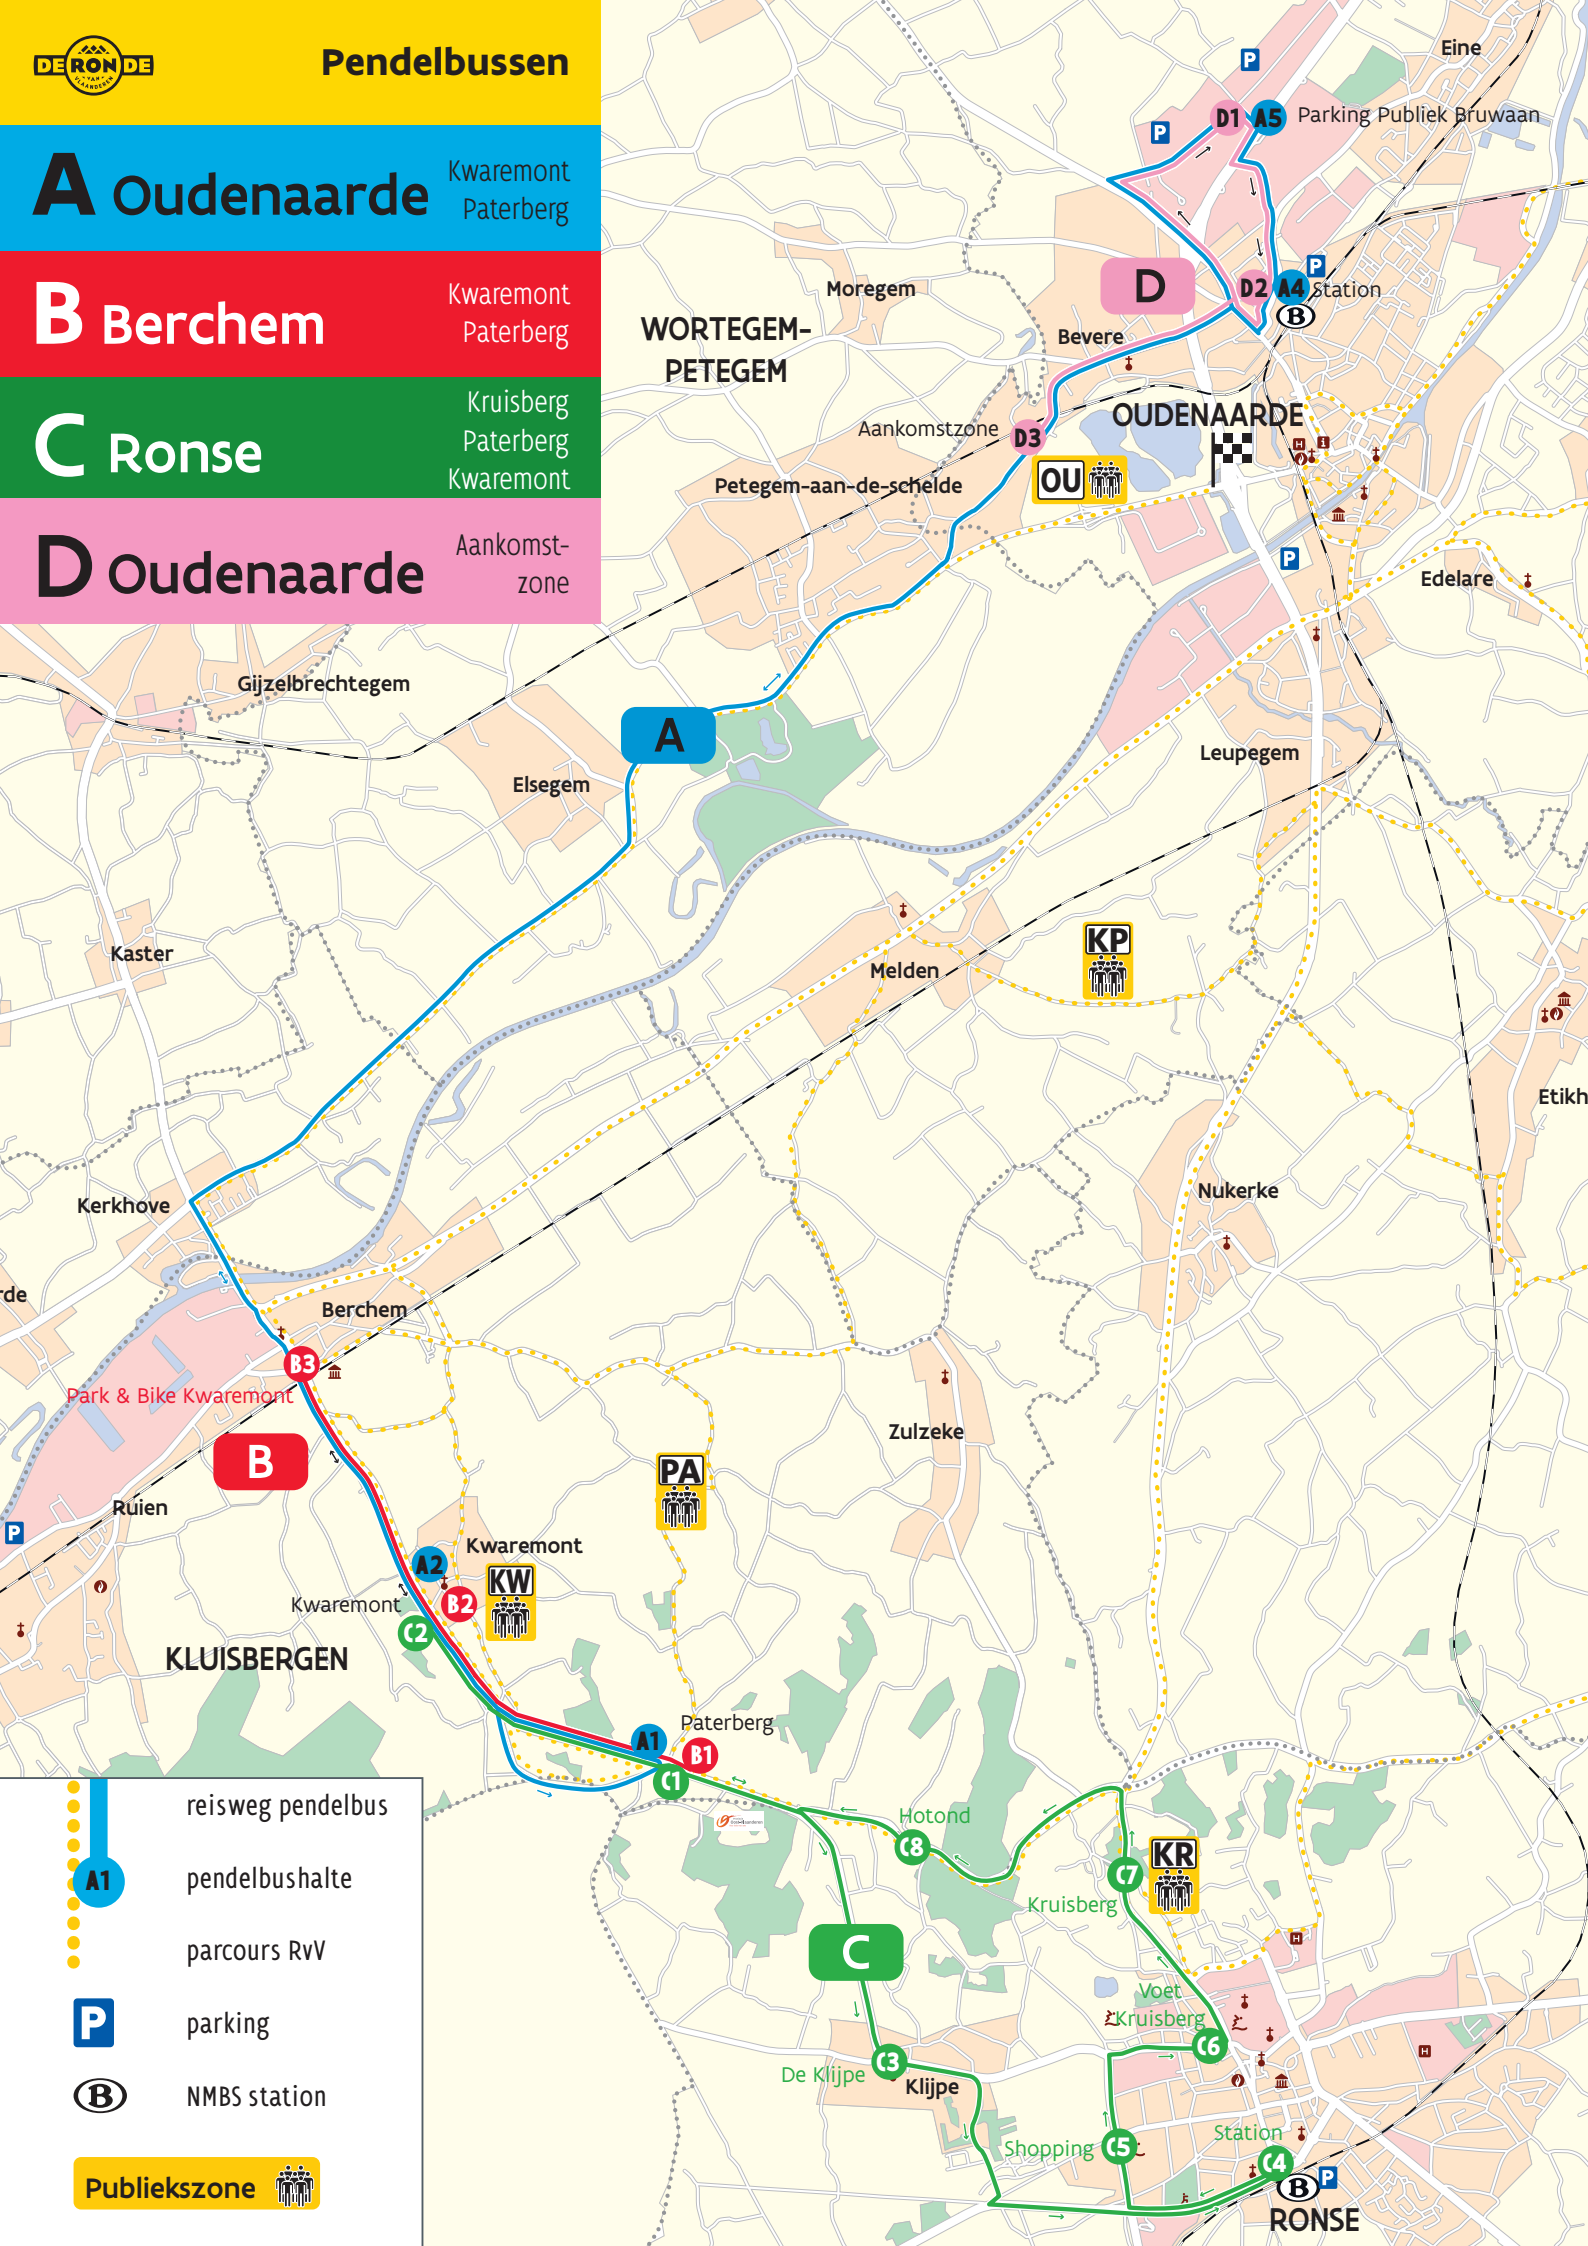 DE RONDE
VAN
VLAANDEREN
Pendelbussen
A Oudenaarde
Kwaremont
Paterberg
B Berchem
Kwaremont
Paterberg
C Ronse
Kruisberg
Paterberg
Kwaremont
D Oudenaarde
Aankomst-
zone
Eine
P
D1
A5
Parking Publiek Bruwaan
P
P
D
D2
A4
Station
B
Moregem
WORTEGEM-
PETEGEM
Bevere
OUDENAARDE
Aankomstzone
D3
H
i
OU
Petegem-aan-de-schelde
P
Edelare
Gijzelbrechtegem
A
Leupegem
Elsegem
KP
Kaster
Melden
Etikh
Kerkhove
Nukerke
rde
Berchem
B3
Park & Bike Kwaremont
Zulzeke
B
PA
Ruien
P
Kwaremont
A2
KW
Kwaremont
B2
C2
KLUISBERGEN
Paterberg
A1
B1
C1
Hotond
C8
KR
C7
Kruisberg
H
C
Voet
Kruisberg
C6
H
De Klijpe
C3
Klijpe
Shopping
C5
Station
C4
B
P
RONSE
reisweg pendelbus
A1
pendelbushalte
parcours RvV
P
parking
B
NMBS station
Publiekszone